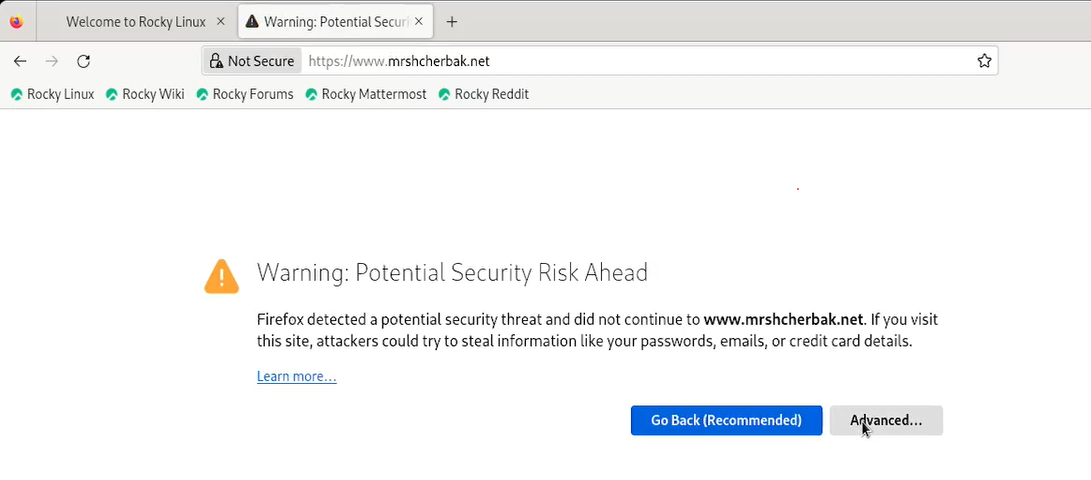 Welcome to Rocky Linux
Warning: Potential Securi
Not Secure https://www.mrshcherbak.net
Rocky Linux Rocky Wiki Rocky Forums Rocky Mattermost Rocky Reddit
Warning: Potential Security Risk Ahead
Firefox detected a potential security threat and did not continue to www.mrshcherbak.net. If you visit
this site, attackers could try to steal information like your passwords, emails, or credit card details.
Learn more…
Go Back (Recommended) Advanced…